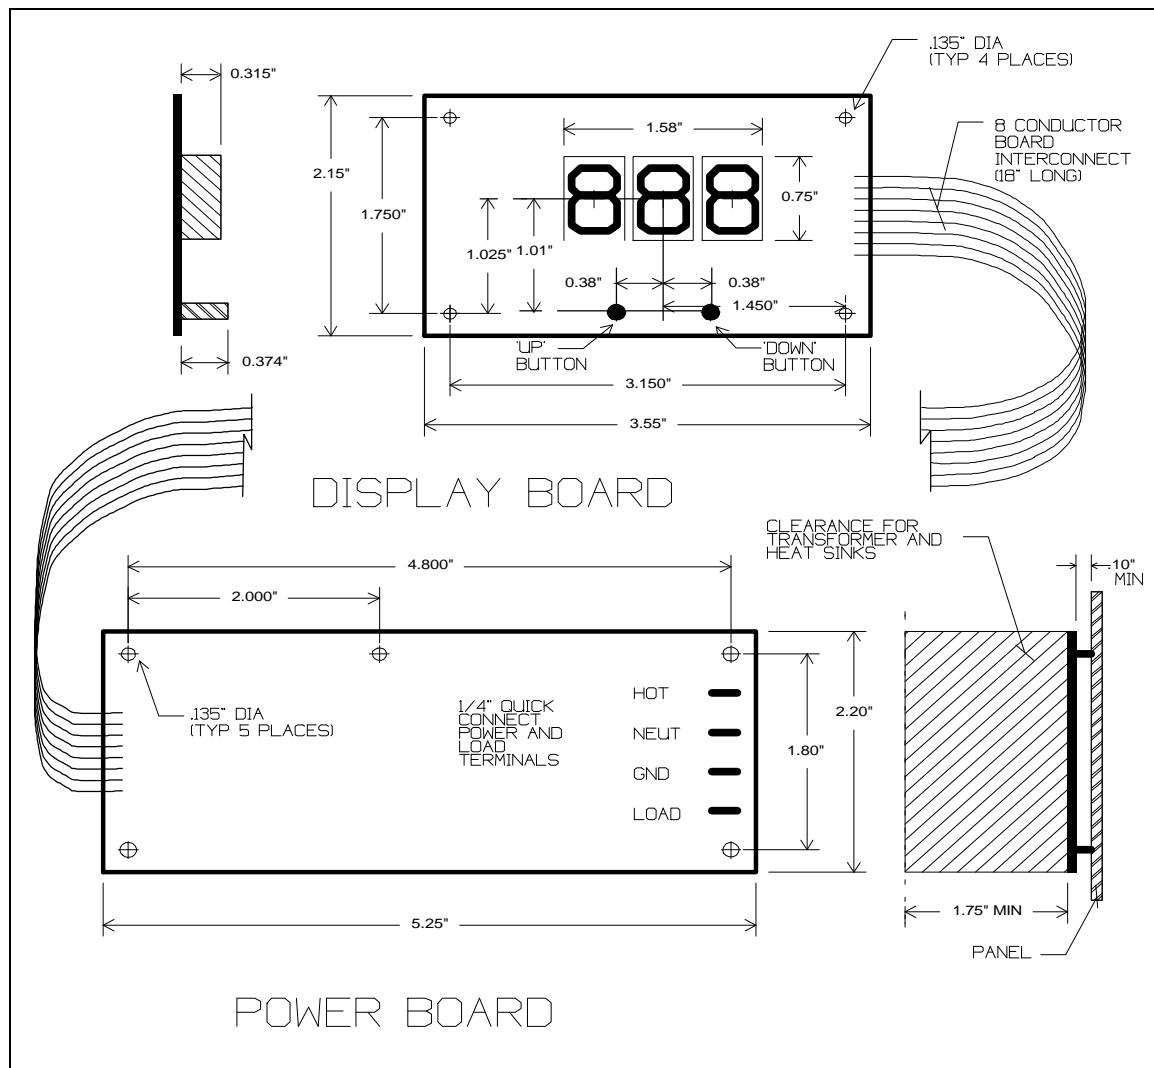 .135" DIA
(TYP 4 PLACES)
0.315"
8 CONDUCTOR
BOARD
INTERCONNECT
(18" LONG)
1.58"
2.15"
0.75"
1.750"
1.025"
1.01"
0.38"
0.38"
1.450"
888
'UP'
BUTTON
'DOWN'
BUTTON
0.374"
3.150"
3.55"
DISPLAY BOARD
CLEARANCE FOR
TRANSFORMER AND
HEAT SINKS
4.800"
.10"
MIN
2.000"
.135" DIA
(TYP 5 PLACES)
1/4" QUICK
CONNECT
POWER AND
LOAD
TERMINALS
HOT
NEUT
GND
LOAD
2.20"
1.80"
5.25"
1.75" MIN
PANEL
POWER BOARD